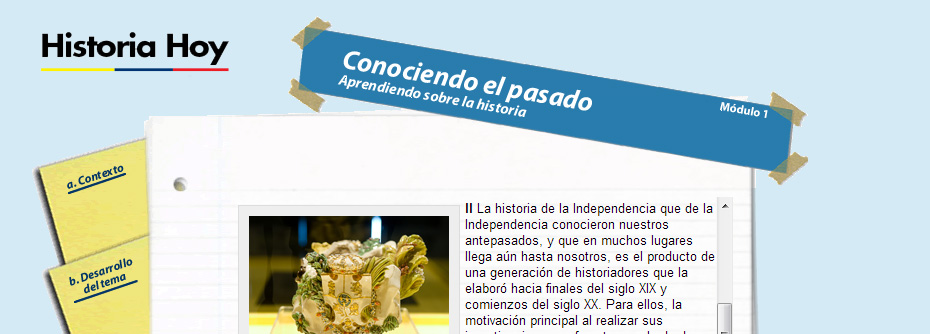 Historia Hoy
Conociendo el pasado
Aprendiendo sobre la historia
Módulo 1
a. Contexto
b. Desarrollo
del tema
II La historia de la Independencia que de la
Independencia conocieron nuestros
antepasados, y que en muchos lugares
llega aún hasta nosotros, es el producto de
una generación de historiadores que la
elaboró hacia finales del siglo XIX y
comienzos del siglo XX. Para ellos, la
motivación principal al realizar sus